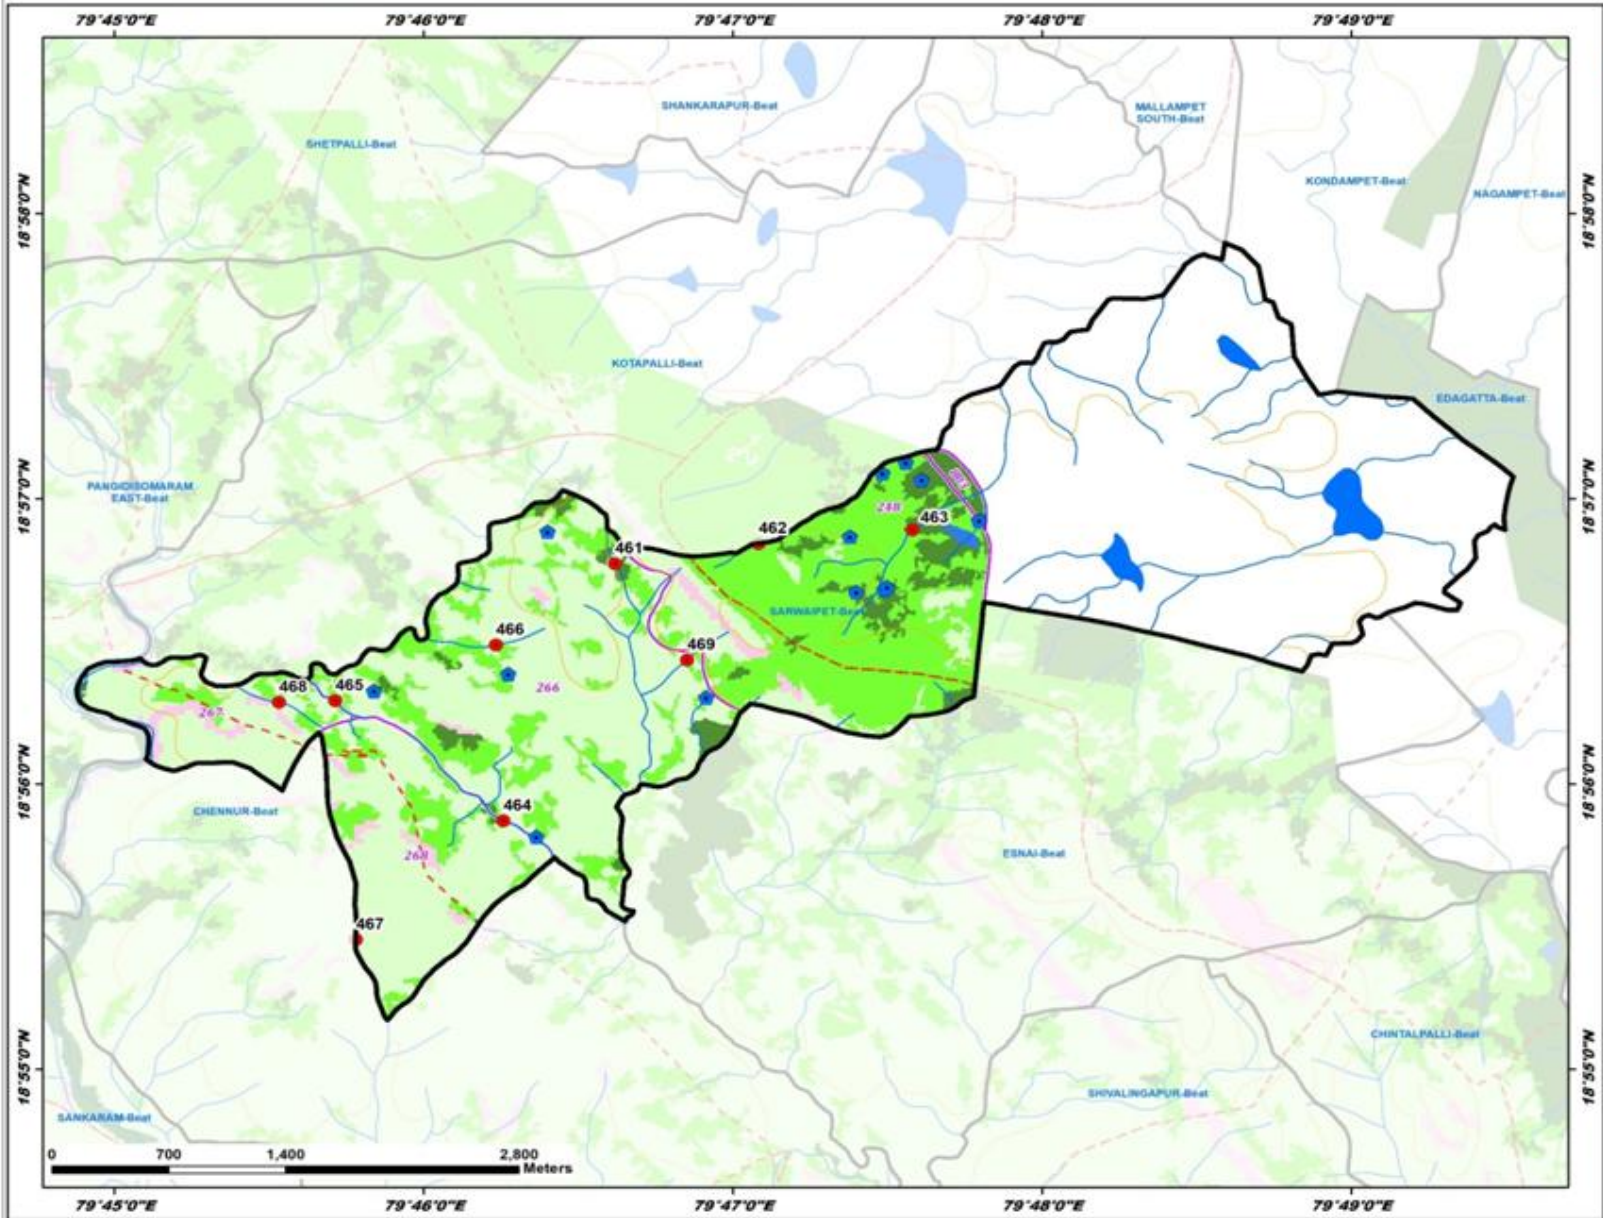 79°45'0"E 79°46'0"E 79°47'0"E 79°48'0"E 79°49'0"E
SHANKARAPUR-Beat
MALLAMPET
SOUTH-Beat
SHETPALLI-Beat
KONDAMPET-Beat
NAGAMPET-Beat
18°58'0"N 18°58'0"N
KOTAPALLI-Beat
EDAGATTA-Beat
PANGIDISOMARAM
EAST-Beat
18°57'0"N 18°57'0"N
248
463
462
461
SARWAIPET-Beat
466
469
468
465
266
267
18°56'0"N 18°56'0"N
CHENNUR-Beat
464
268
ESNAI-Beat
467
CHINTALPALLI-Beat
18°55'0"N 18°55'0"N
SHIVALINGAPUR-Beat
SANKARAM-Beat
0 700 1,400 2,800
Meters
79°45'0"E 79°46'0"E 79°47'0"E 79°48'0"E 79°49'0"E